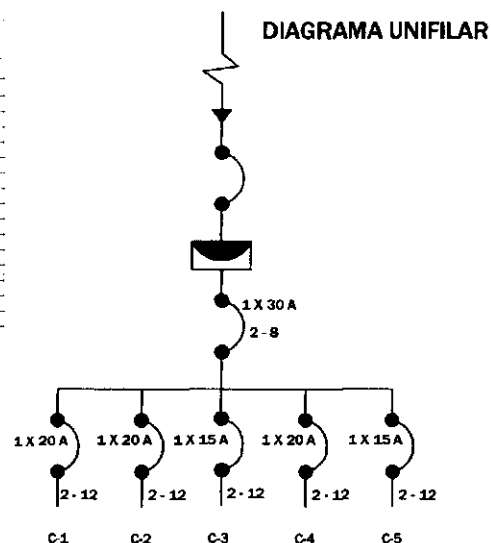 DIAGRAMA UNIFILAR
1 X 30 A
2 - 8
1 X 20 A 1 X 20 A 1 X 15 A 1 X 20 A 1 X 15 A
2 - 12 2 - 12 2 - 12 2 - 12 2 - 12
C-1 C-2 C-3 C-4 C-5